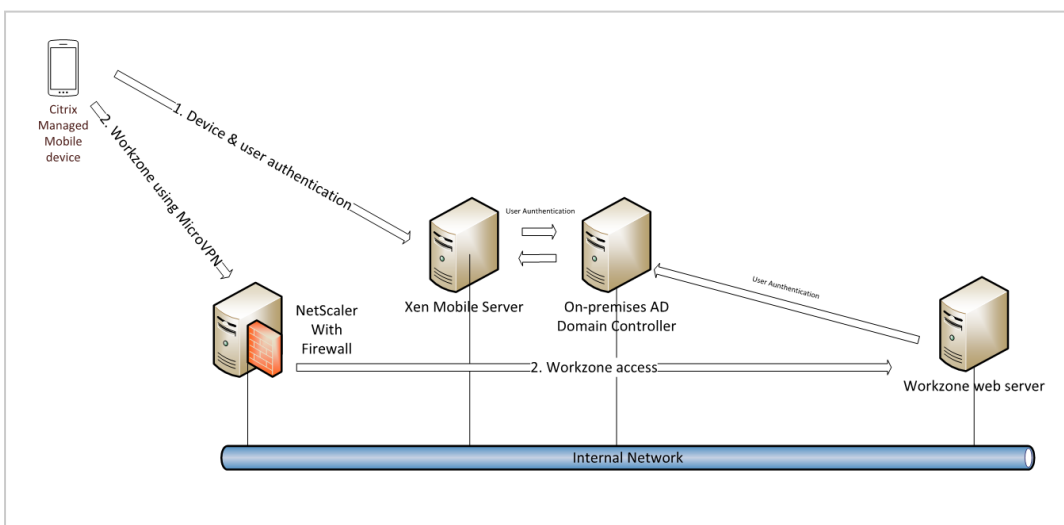 Citrix
Managed
Mobile
device
1. Device & user authentication
2. Workzone using MicroVPN
User Aunthentication
Xen Mobile Server
On-premises AD
Domain Controller
User Aunthentication
NetScaler
With
Firewall
2. Workzone access
Workzone web server
Internal Network